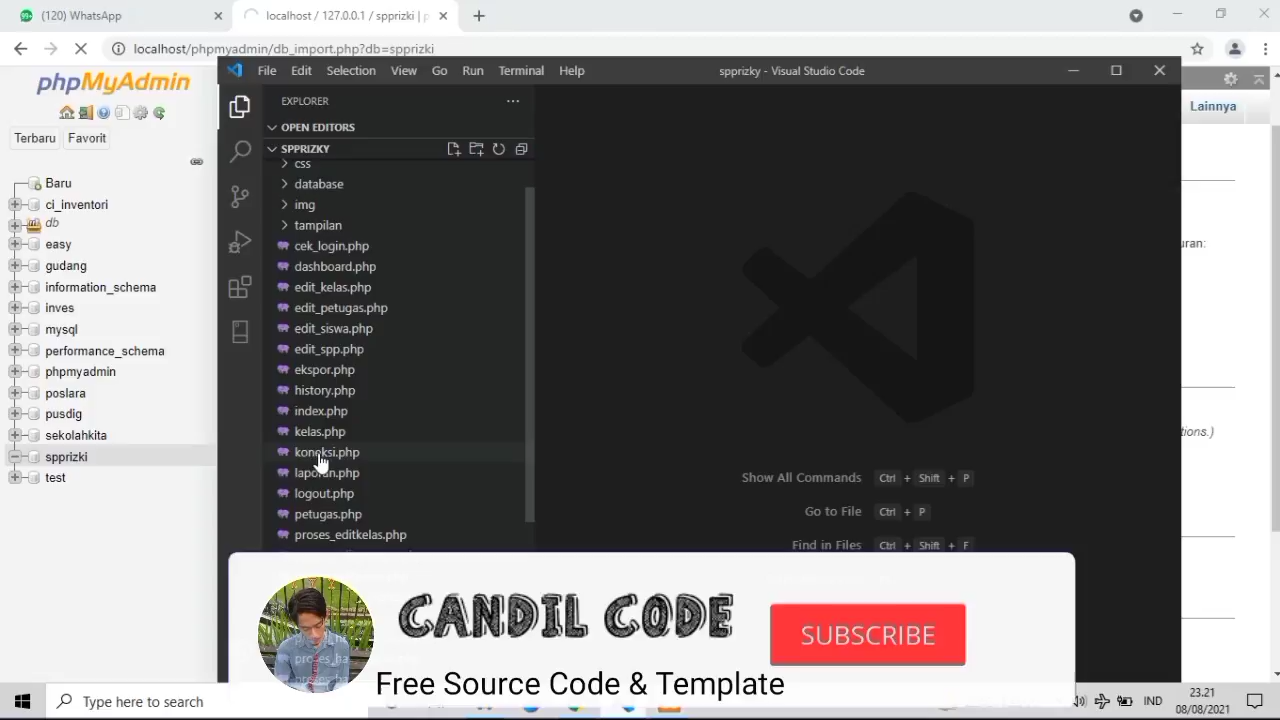 (120) WhatsApp
localhost / 127.0.0.1 / spprizki | p
localhost/phpmyadmin/db_import.php?db=spprizki
phpMyAdmin
Terbaru
Favorit
Baru
ci_inventori
db
easy
gudang
information_schema
inves
mysql
performance_schema
phpmyadmin
poslara
pusdig
sekolahkita
spprizki
test
File Edit Selection View Go Run Terminal Help
spprizky - Visual Studio Code
EXPLORER
OPEN EDITORS
SPPRIZKY
css
database
img
tampilan
cek_login.php
dashboard.php
edit_kelas.php
edit_petugas.php
edit_siswa.php
edit_spp.php
ekspor.php
history.php
index.php
kelas.php
koneksi.php
laporan.php
logout.php
petugas.php
proses_editkelas.php
Show All Commands Ctrl + Shift + P
Go to File Ctrl + P
Find in Files Ctrl + Shift + F
Lainnya
uran:
tions.)
CANDIL CODE
SUBSCRIBE
Free Source Code & Template
Type here to search
IND
23.21
08/08/2021